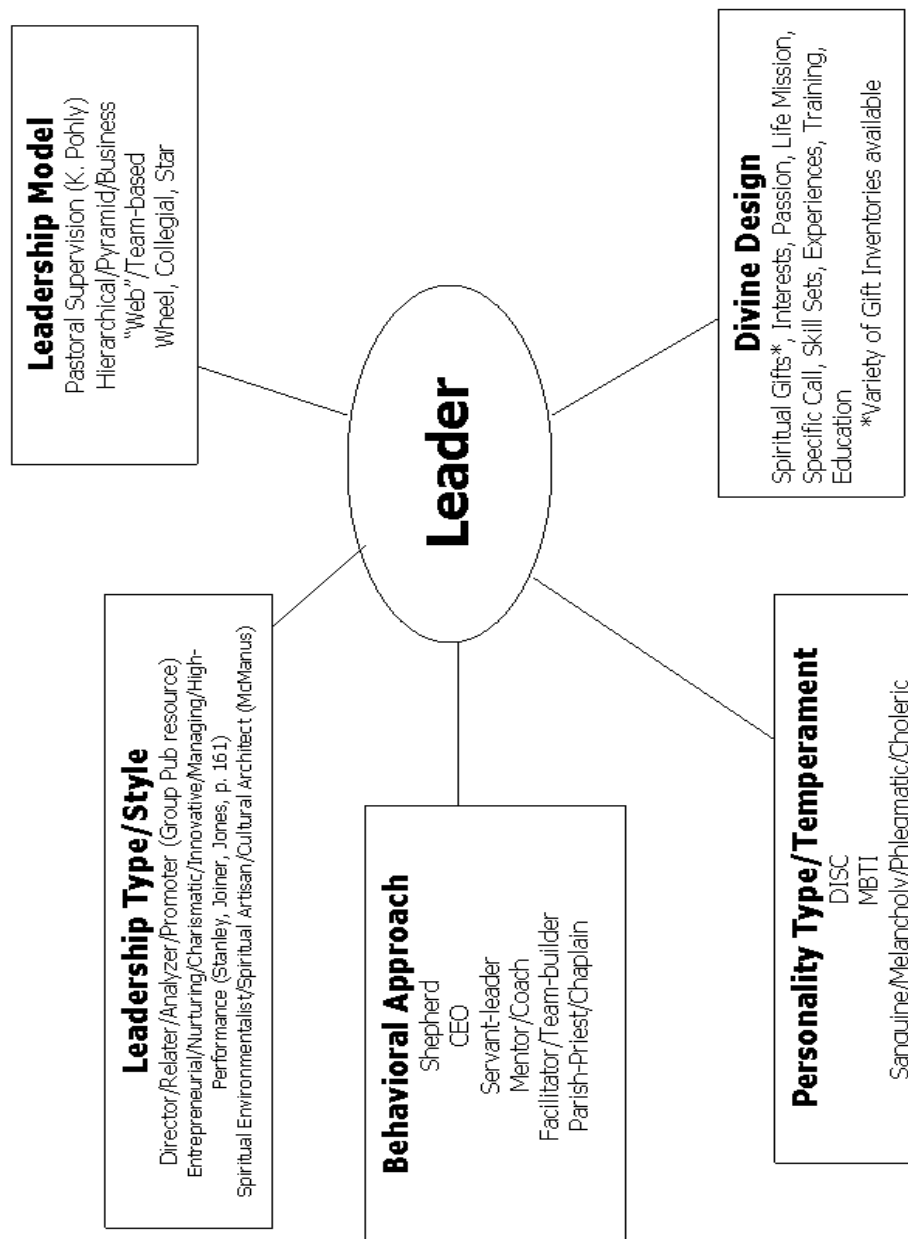 Leadership Type/Style
Director/Relater/Analyzer/Promoter (Group Pub resource)
Entrepreneurial/Nurturing/Charismatic/Innovative/Managing/High-
Performance (Stanley, Joiner, Jones, p. 161)
Spiritual Environmentalist/Spiritual Artisan/Cultural Architect (McManus)
Leadership Model
Pastoral Supervision (K. Pohly)
Hierarchical/Pyramid/Business
“Web”/Team-based
Wheel, Collegial, Star
Behavioral Approach
Shepherd
CEO
Servant-leader
Mentor/Coach
Facilitator/Team-builder
Parish-Priest/Chaplain
Leader
Personality Type/Temperament
DISC
MBTI
Sanguine/Melancholy/Phlegmatic/Choleric
Divine Design
Spiritual Gifts*, Interests, Passion, Life Mission,
Specific Call, Skill Sets, Experiences, Training,
Education
*Variety of Gift Inventories available